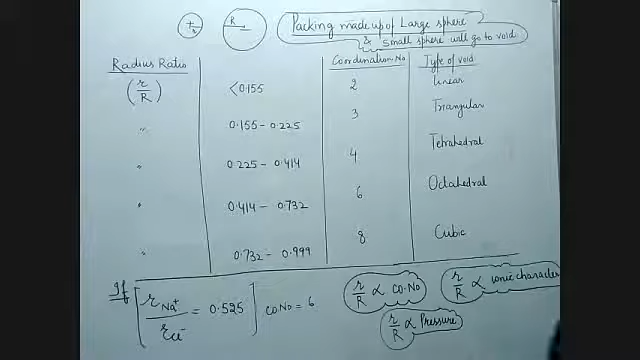 + r
R
Packing made up of Large sphere
& Small sphere will go to void
Radius Ratio Coordination No Type of void
(r/R) <0.155 2 linear
" 0.155 - 0.225 3 Triangular
" 0.225 - 0.414 4 Tetrahedral
" 0.414 - 0.732 6 Octahedral
" 0.732 - 0.999 8 Cubic
If [r Na+ / r Cl- = 0.525] CO.NO = 6
r/R ∝ CO.NO
r/R ∝ ionic character
r/R ∝ Pressure